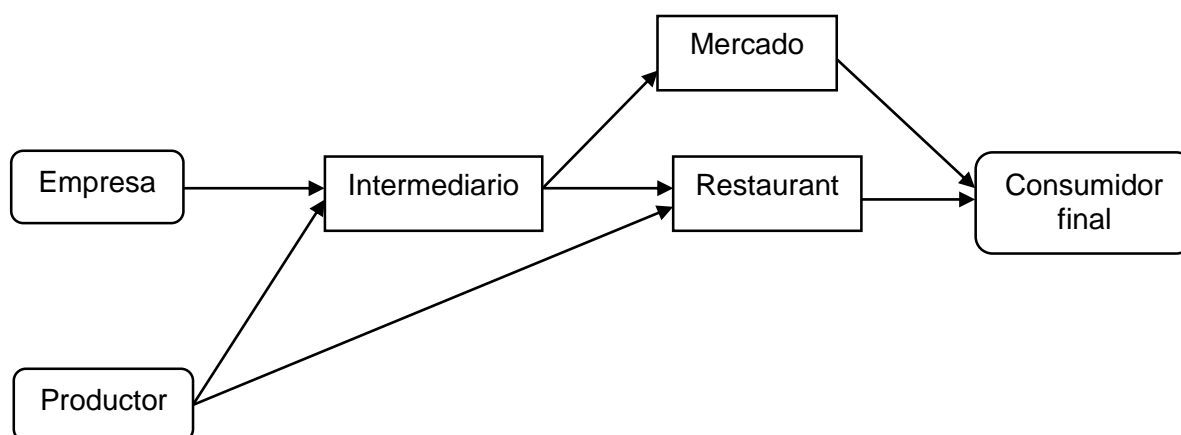 Mercado
Empresa
Intermediario
Restaurant
Consumidor
final
Productor